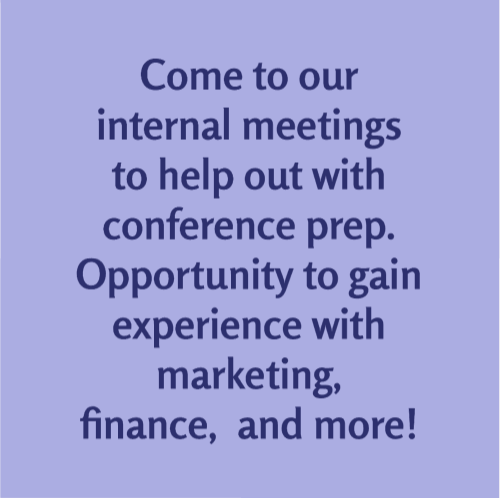 Come to our
internal meetings
to help out with
conference prep.
Opportunity to gain
experience with
marketing,
finance,  and more!